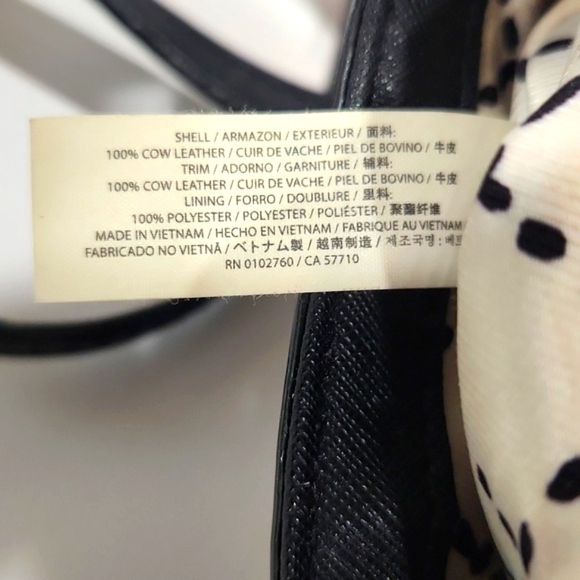 SHELL / ARMAZON / EXTERIEUR / 面料:
100% COW LEATHER / CUIR DE VACHE / PIEL DE BOVINO / 牛皮
TRIM / ADORNO / GARNITURE / 辅料:
100% COW LEATHER / CUIR DE VACHE / PIEL DE BOVINO / 牛皮
LINING / FORRO / DOUBLURE / 里料:
100% POLYESTER / POLYESTER / POLIÉSTER / 聚酯纤维
MADE IN VIETNAM / HECHO EN VIETNAM / FABRIQUE AU VIETNAM
FABRICADO NO VIETNÃ / ベトナム製 / 越南制造 / 제조국명: 베트
RN 0102760 / CA 57710